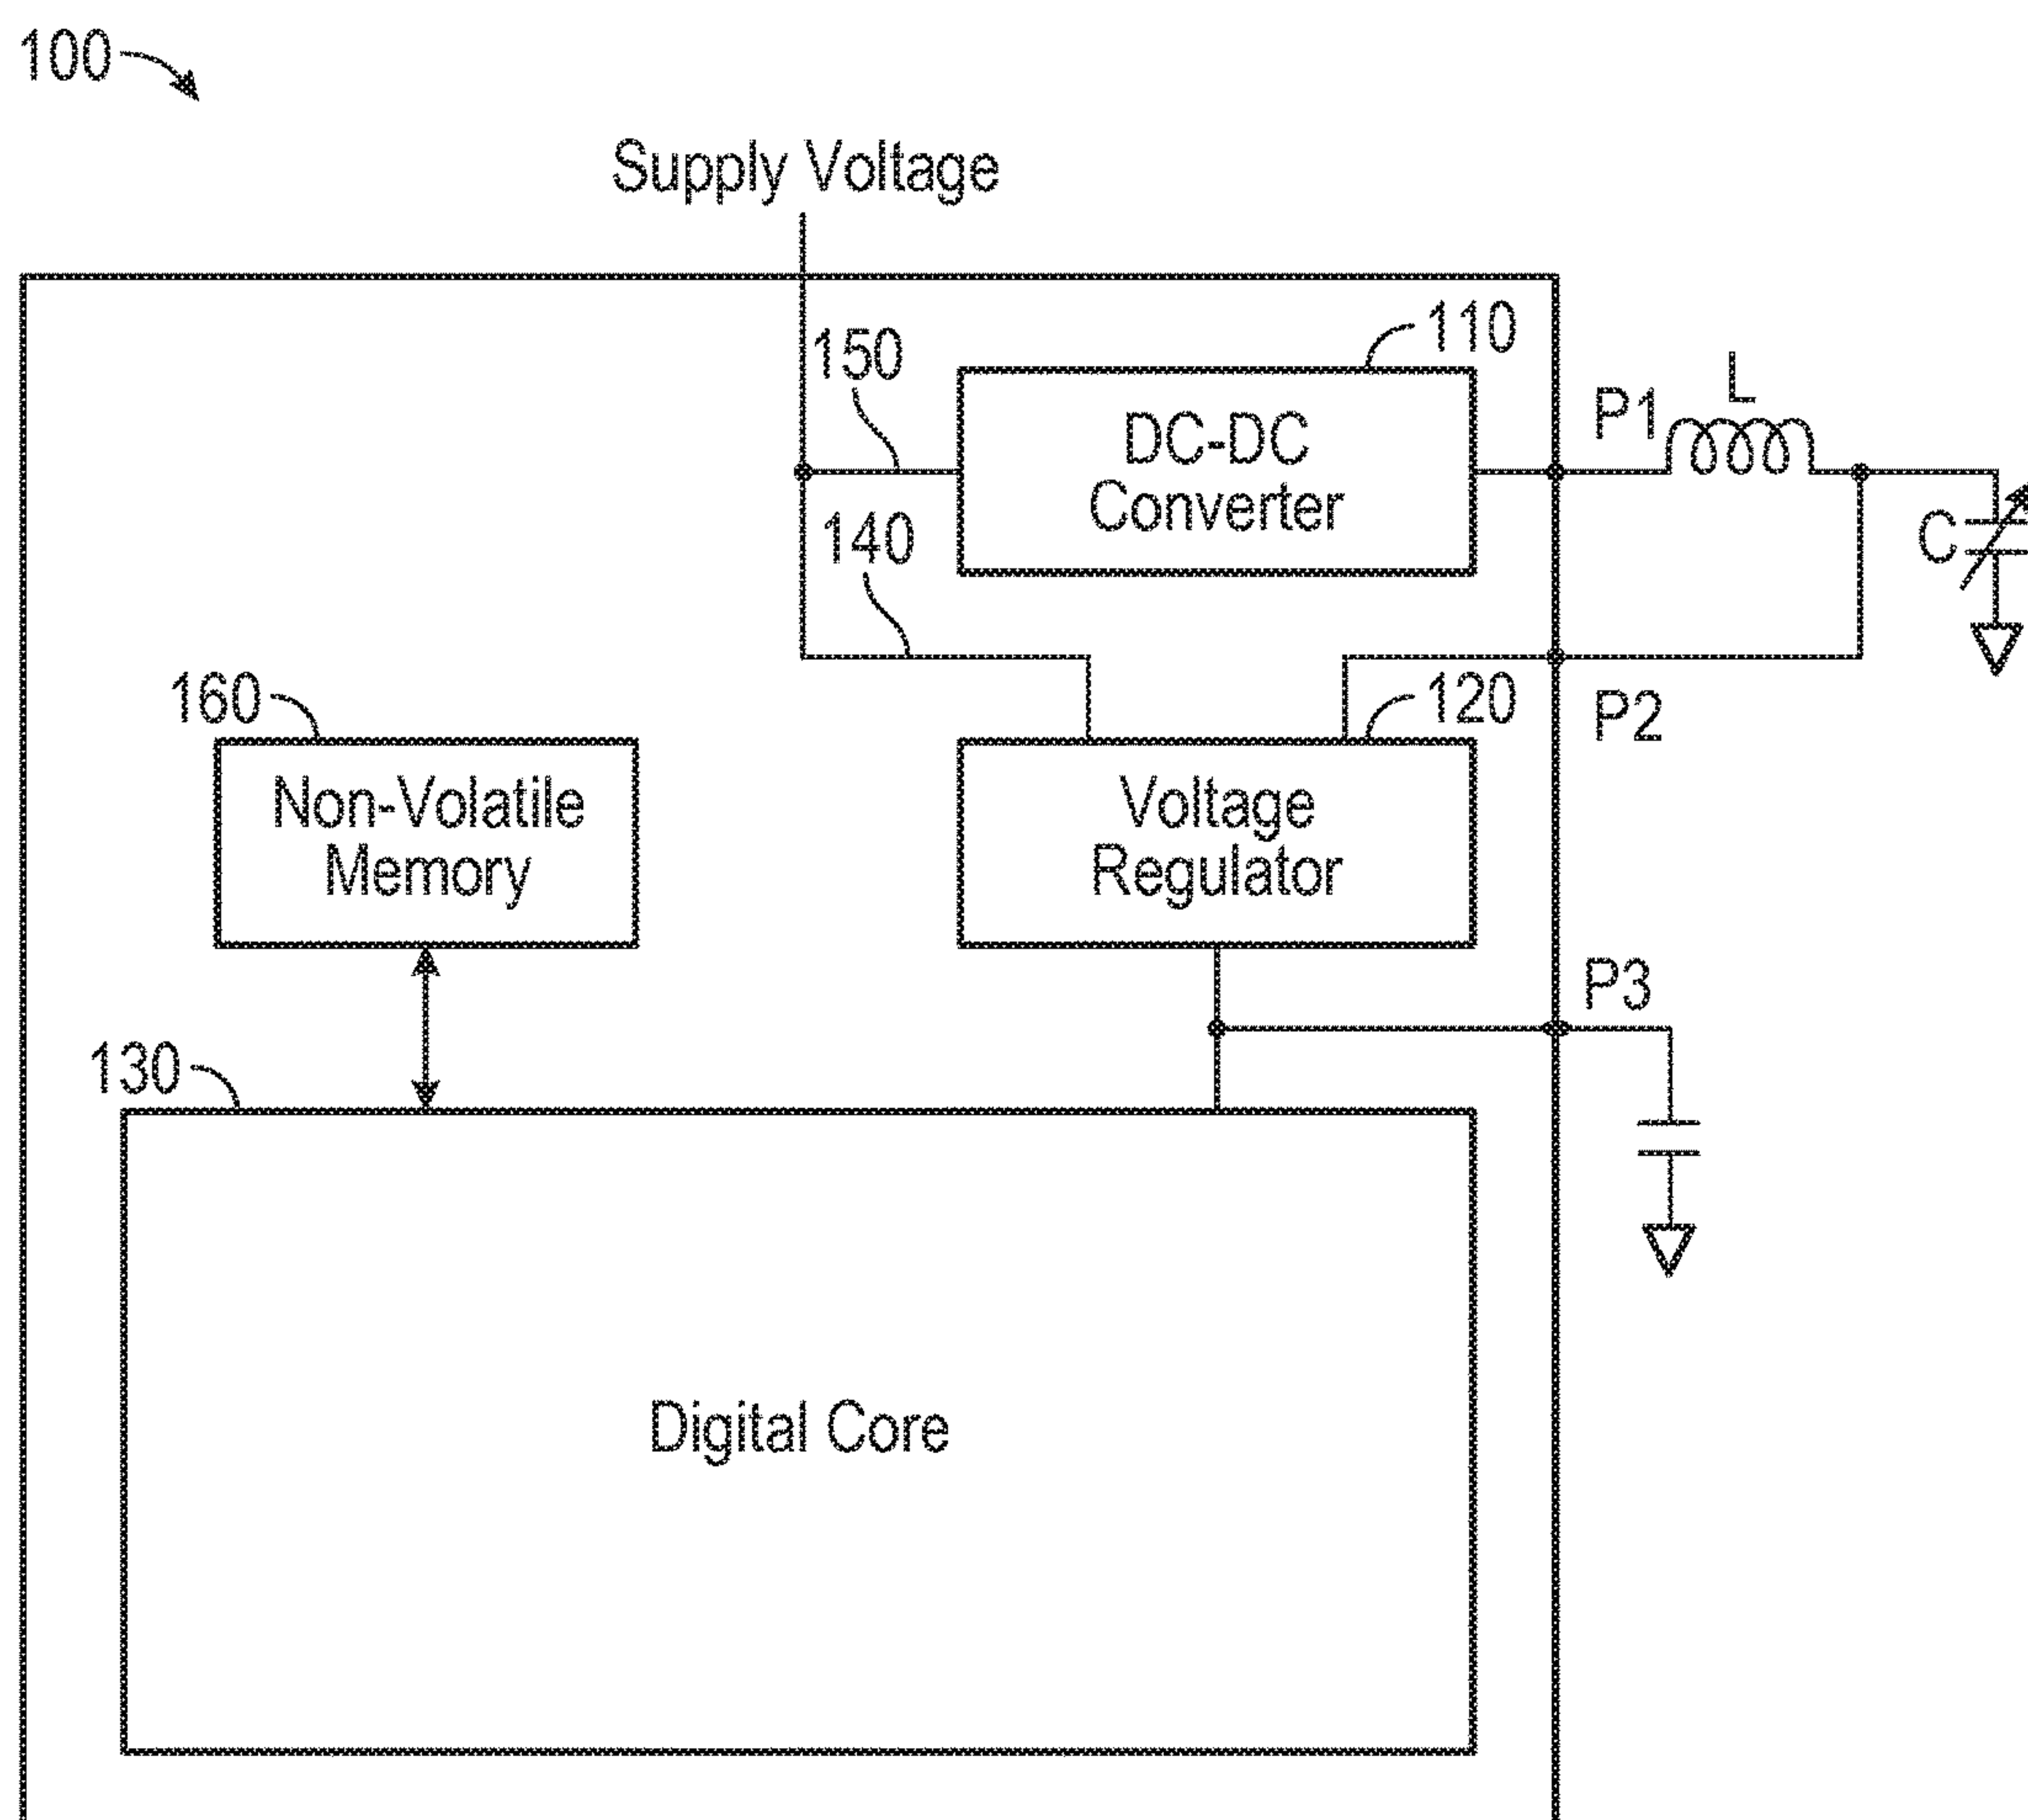 100
Supply Voltage
150
110
DC-DC
Converter
P1
L
C
140
160
120
P2
Non-Volatile
Memory
Voltage
Regulator
P3
130
Digital Core